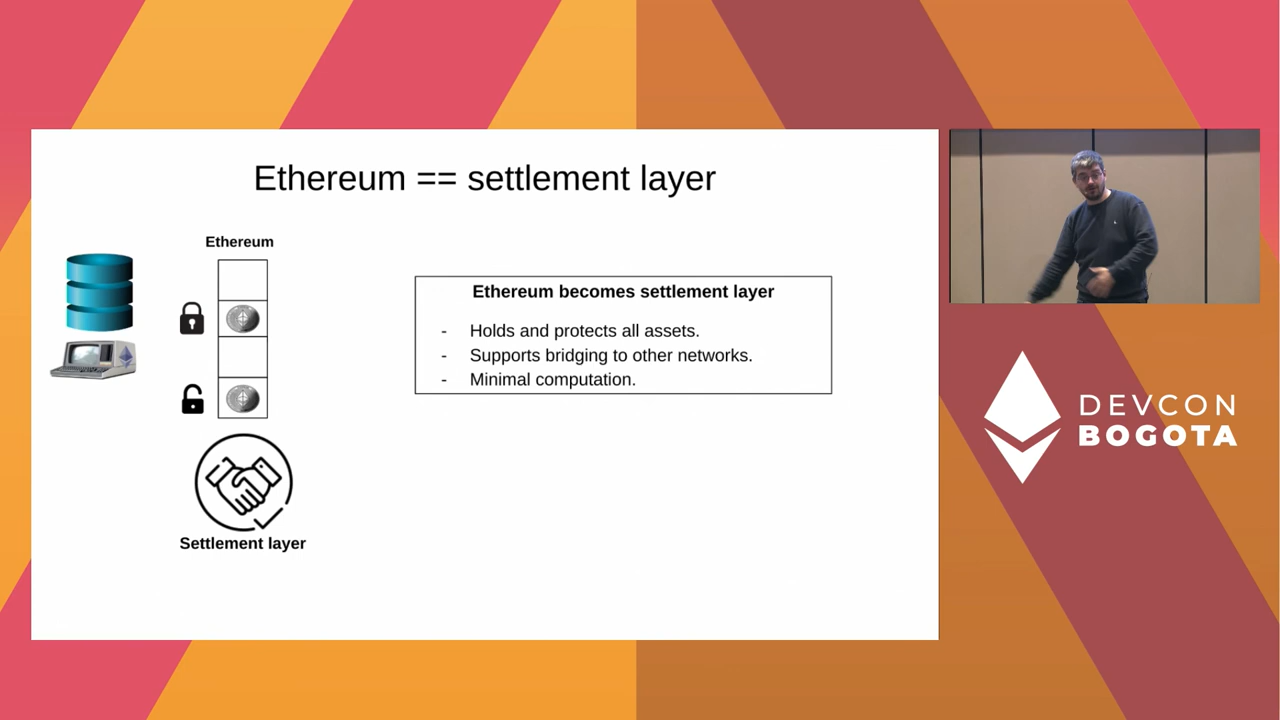 Ethereum == settlement layer
Ethereum
Ethereum becomes settlement layer
- Holds and protects all assets.
- Supports bridging to other networks.
- Minimal computation.
Settlement layer
DEVCON
BOGOTA